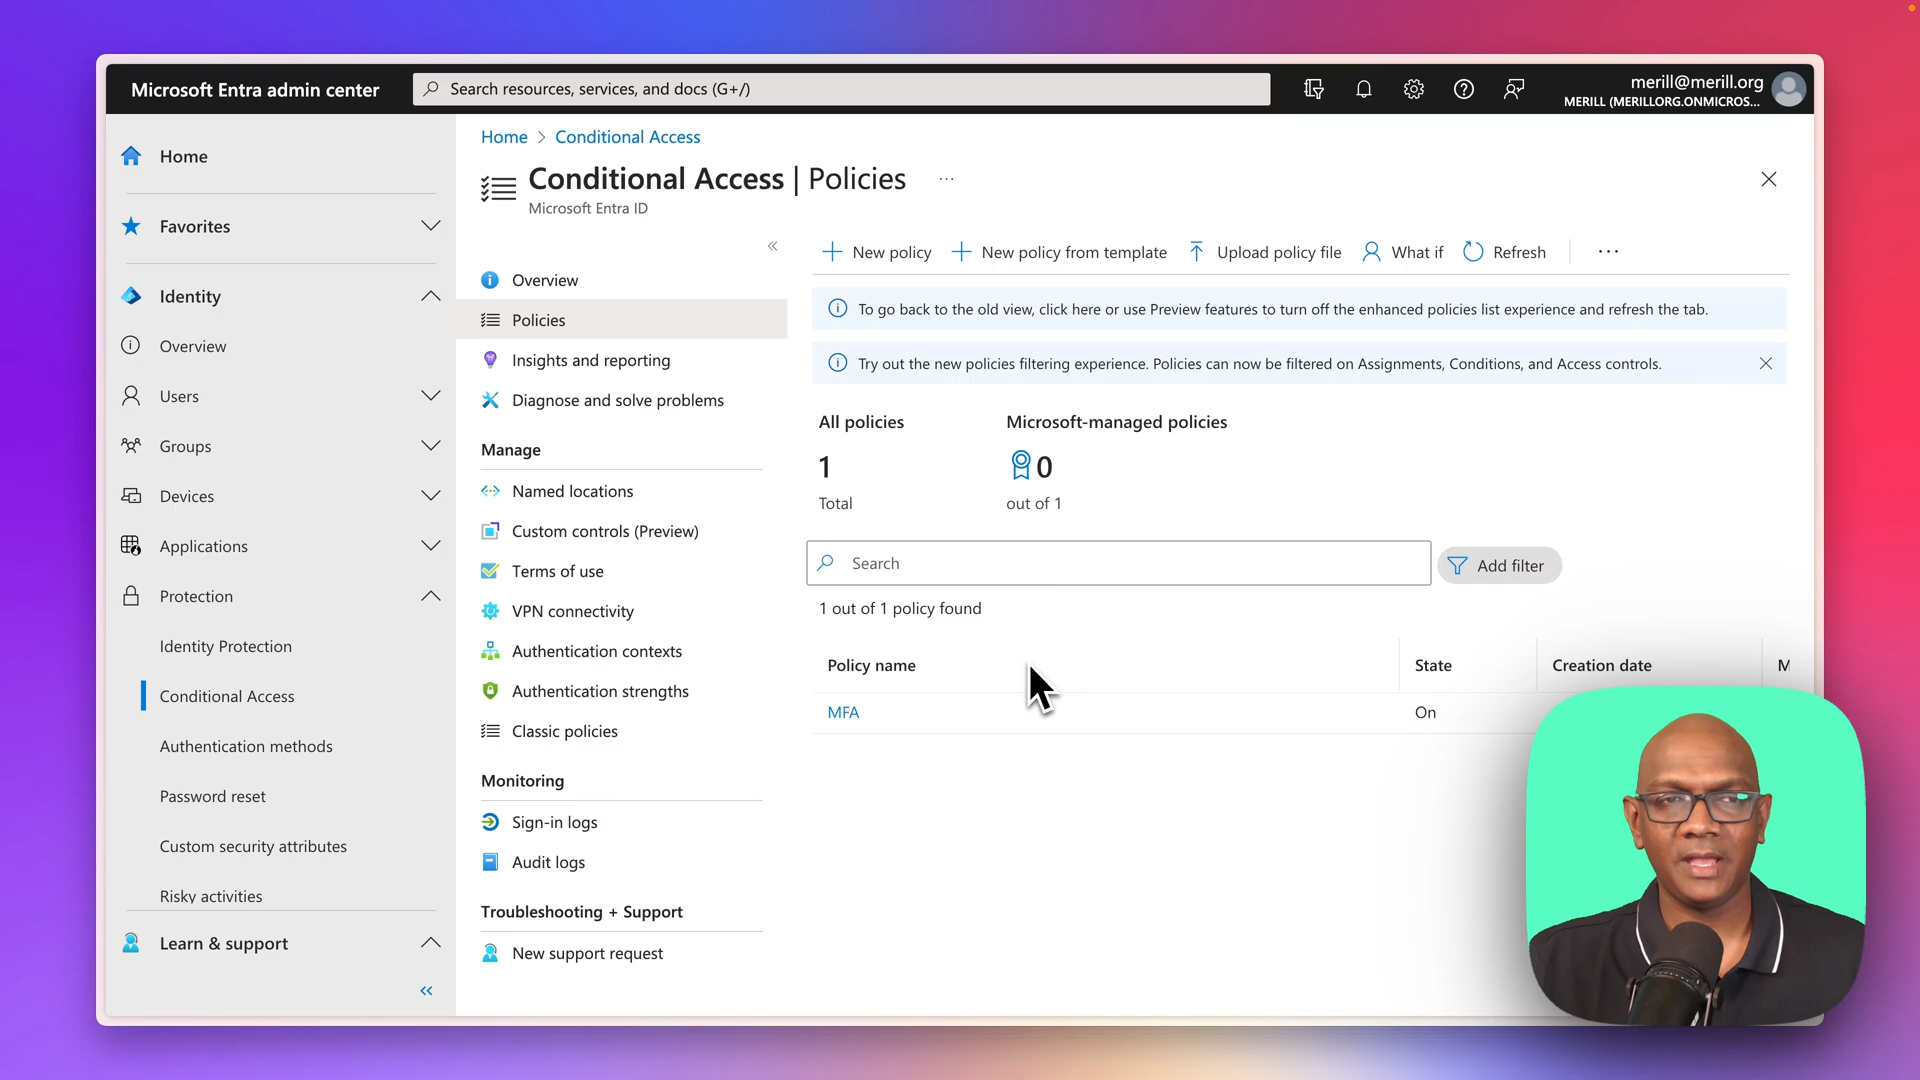 Microsoft Entra admin center
Search resources, services, and docs (G+/)
merill@merill.org
MERILL (MERILLORG.ONMICROS...
Home
Favorites
Identity
Overview
Users
Groups
Devices
Applications
Protection
Identity Protection
Conditional Access
Authentication methods
Password reset
Custom security attributes
Risky activities
Learn & support
Home > Conditional Access
Conditional Access | Policies
...
Microsoft Entra ID
Overview
Policies
Insights and reporting
Diagnose and solve problems
Manage
Named locations
Custom controls (Preview)
Terms of use
VPN connectivity
Authentication contexts
Authentication strengths
Classic policies
Monitoring
Sign-in logs
Audit logs
Troubleshooting + Support
New support request
New policy
New policy from template
Upload policy file
What if
Refresh
...
To go back to the old view, click here or use Preview features to turn off the enhanced policies list experience and refresh the tab.
Try out the new policies filtering experience. Policies can now be filtered on Assignments, Conditions, and Access controls.
All policies
1
Total
Microsoft-managed policies
0
out of 1
Search
Add filter
1 out of 1 policy found
Policy name State Creation date M
MFA On